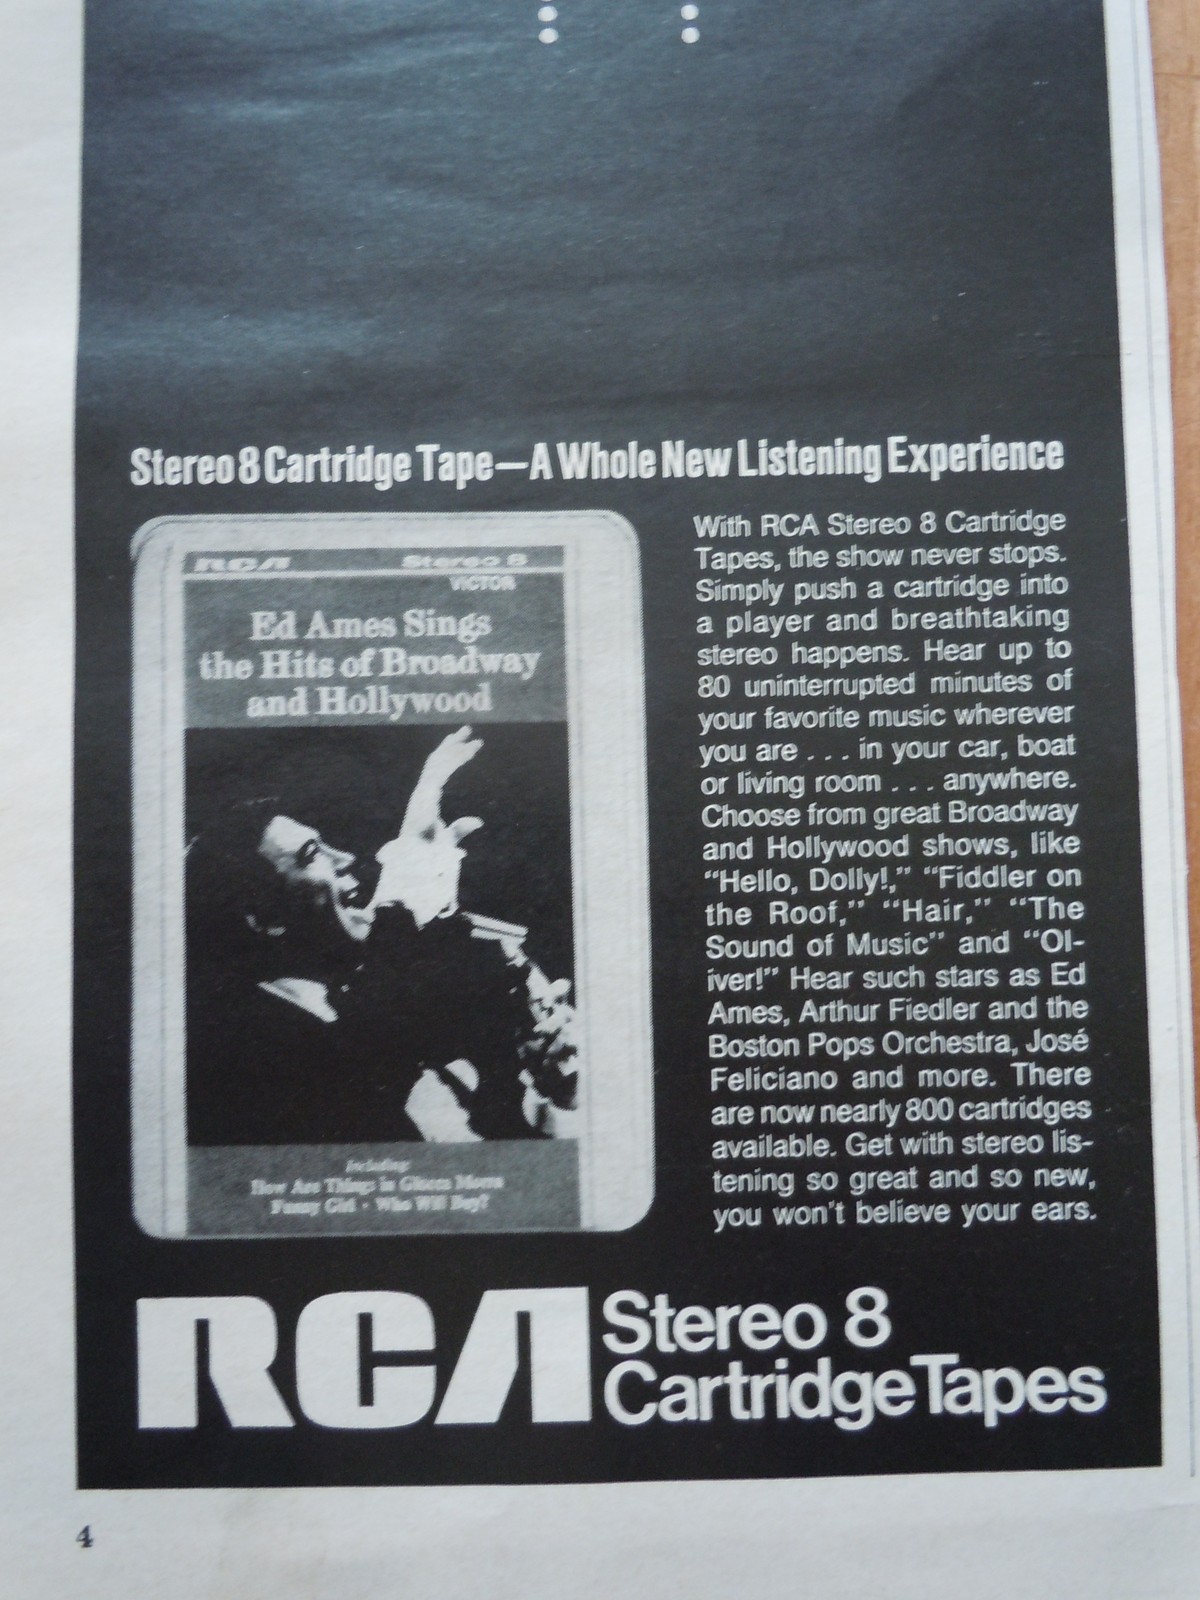 Stereo 8 Cartridge Tape—A Whole New Listening Experience
RCA Stereo 8
VICTOR
Ed Ames Sings
the Hits of Broadway
and Hollywood
Including:
How Are Things in Glocca Morra
Funny Girl • Who Will Buy?
With RCA Stereo 8 Cartridge
Tapes, the show never stops.
Simply push a cartridge into
a player and breathtaking
stereo happens. Hear up to
80 uninterrupted minutes of
your favorite music wherever
you are . . . in your car, boat
or living room . . . anywhere.
Choose from great Broadway
and Hollywood shows, like
“Hello, Dolly!,” “Fiddler on
the Roof,” “Hair,” “The
Sound of Music” and “Ol-
iver!” Hear such stars as Ed
Ames, Arthur Fiedler and the
Boston Pops Orchestra, José
Feliciano and more. There
are now nearly 800 cartridges
available. Get with stereo lis-
tening so great and so new,
you won't believe your ears.
RCA Stereo 8
Cartridge Tapes
4